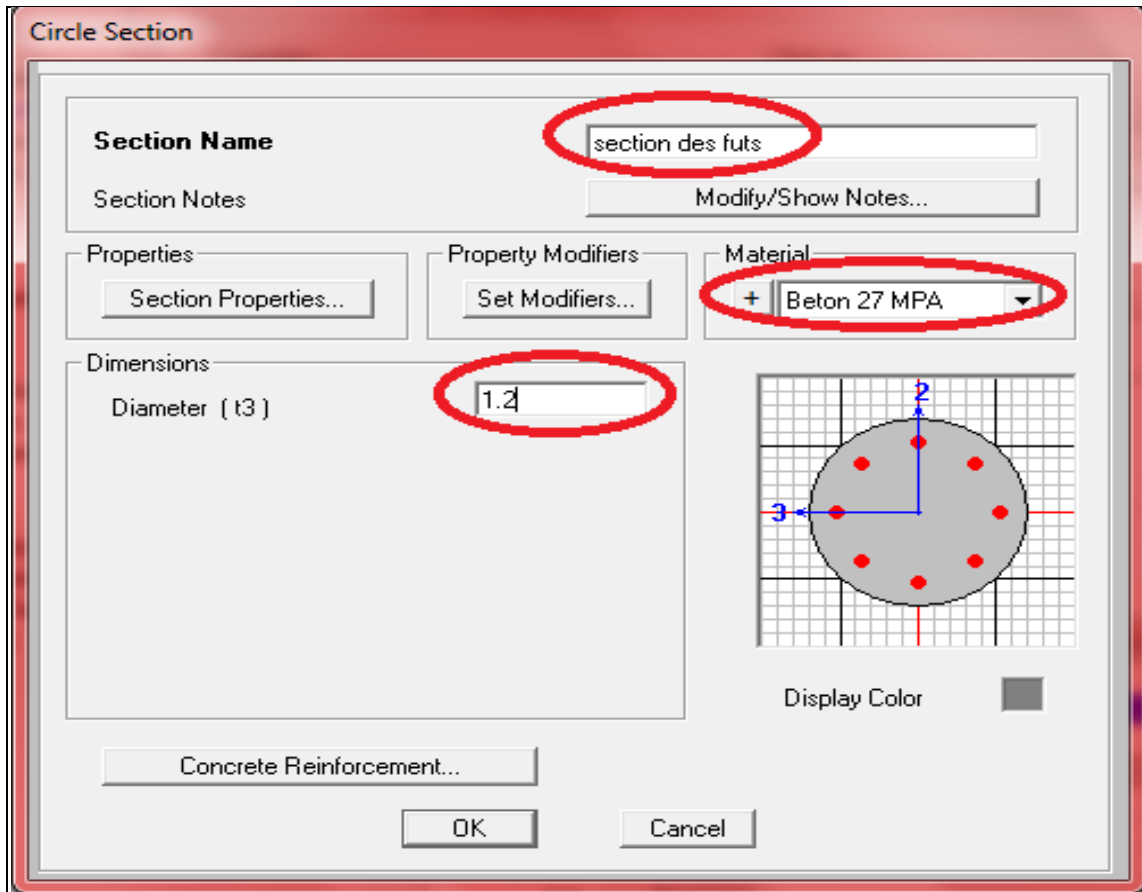 Circle Section
Section Name
section des futs
Section Notes
Modify/Show Notes...
Properties
Property Modifiers
Material
Section Properties...
Set Modifiers...
+
Beton 27 MPA
Dimensions
Diameter ( t3 )
1.2
2
3
Display Color
Concrete Reinforcement...
OK
Cancel